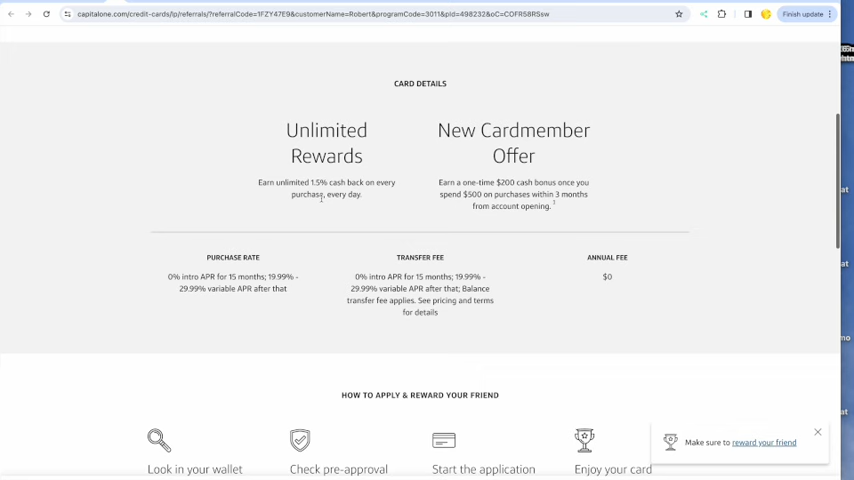 capitalone.com/credit-cards/lp/referrals/?referralCode=1FZY47E9&customerName=Robert&programCode=3011&pId=498232&oC=COFR58RSsw
Finish update
CARD DETAILS
Unlimited
Rewards
Earn unlimited 1.5% cash back on every
purchase, every day.
New Cardmember
Offer
Earn a one-time $200 cash bonus once you
spend $500 on purchases within 3 months
from account opening. 3
PURCHASE RATE
0% intro APR for 15 months; 19.99% -
29.99% variable APR after that
TRANSFER FEE
0% intro APR for 15 months; 19.99% -
29.99% variable APR after that; Balance
transfer fee applies. See pricing and terms
for details
ANNUAL FEE
$0
HOW TO APPLY & REWARD YOUR FRIEND
Look in your wallet
Check pre-approval
Start the application
Enjoy your card
Make sure to reward your friend
at
at
mo
at